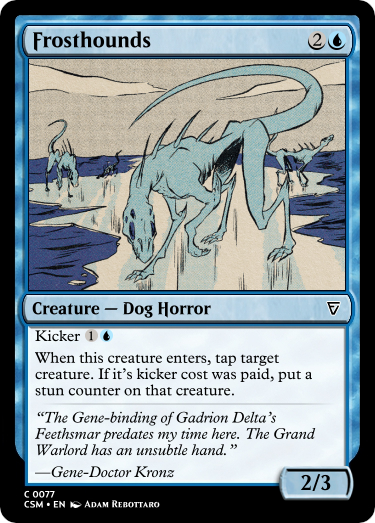 Frosthounds 2
Creature — Dog Horror
Kicker 1
When this creature enters, tap target
creature. If it's kicker cost was paid, put a
stun counter on that creature.
“The Gene-binding of Gadrion Delta's
Feethsmar predates my time here. The Grand
Warlord has an unsubtle hand.”
—Gene-Doctor Kronz
2/3
C 0077
CSM • EN Adam Rebottaro